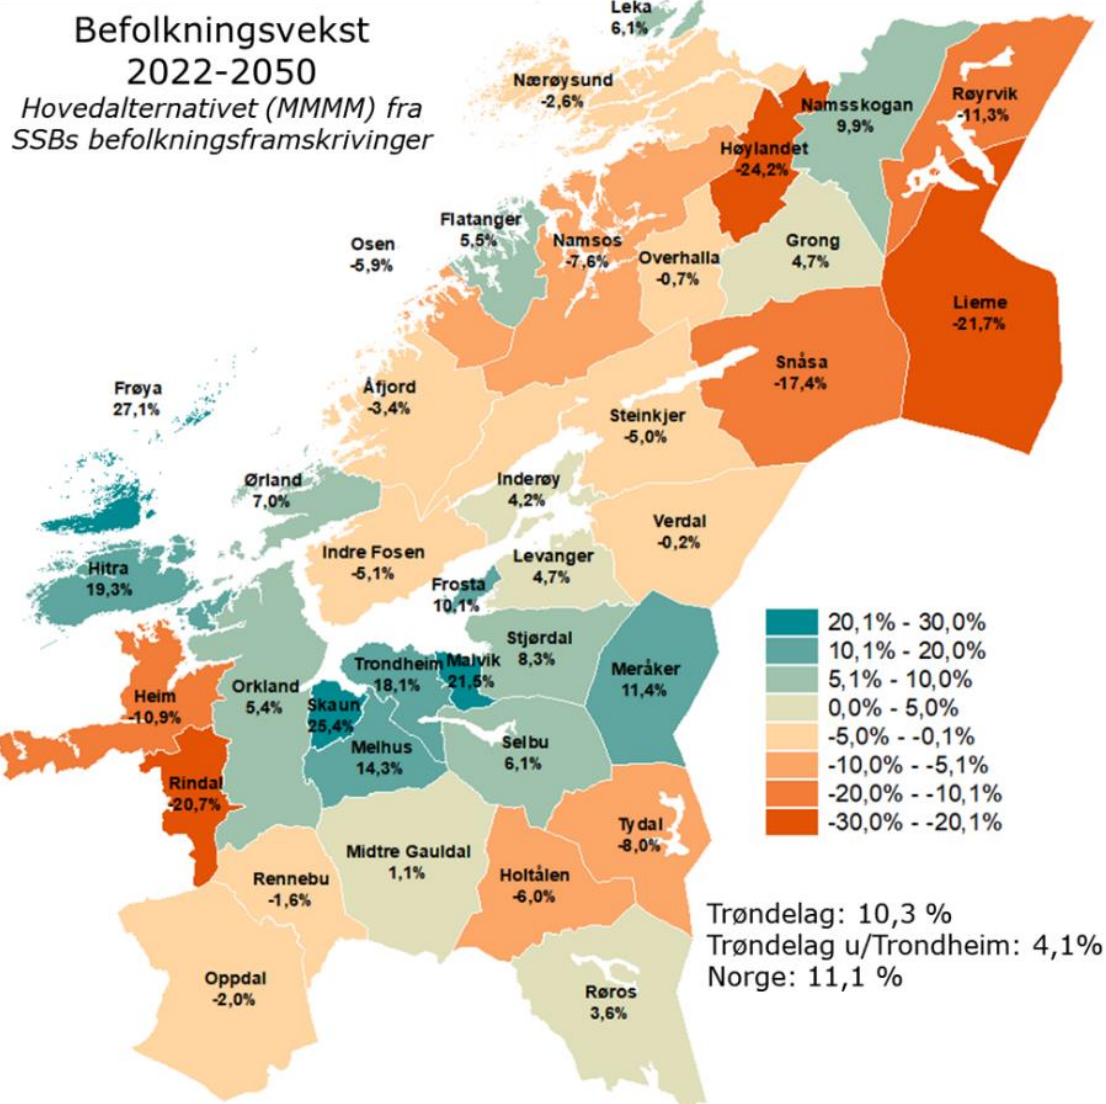 Befolkningsvekst
2022-2050
Hovedalternativet (MMMM) fra
SSBs befolkningsframskrivinger
Leka
6,1%
Nærøysund
-2,6%
Namsskogan
9,9%
Røyrvik
-11,3%
Høylandet
-24,2%
Flatanger
5,5%
Osen
-5,9%
Namsos
-7,6%
Overhalla
-0,7%
Grong
4,7%
Lierne
-21,7%
Snåsa
-17,4%
Frøya
27,1%
Åfjord
-3,4%
Steinkjer
-5,0%
Ørland
7,0%
Inderøy
4,2%
Verdal
-0,2%
Indre Fosen
-5,1%
Levanger
4,7%
Hitra
19,3%
Frosta
10,1%
Stjørdal
8,3%
Meråker
11,4%
Trondheim
18,1%
Malvik
21,5%
Heim
-10,9%
Orkland
5,4%
Skaun
25,4%
Melhus
14,3%
Selbu
6,1%
Rindal
-20,7%
Tydal
-8,0%
Midtre Gauldal
1,1%
Holtålen
-6,0%
Rennebu
-1,6%
Oppdal
-2,0%
Røros
3,6%
20,1% - 30,0%
10,1% - 20,0%
5,1% - 10,0%
0,0% - 5,0%
-5,0% - -0,1%
-10,0% - -5,1%
-20,0% - -10,1%
-30,0% - -20,1%
Trøndelag: 10,3 %
Trøndelag u/Trondheim: 4,1%
Norge: 11,1 %